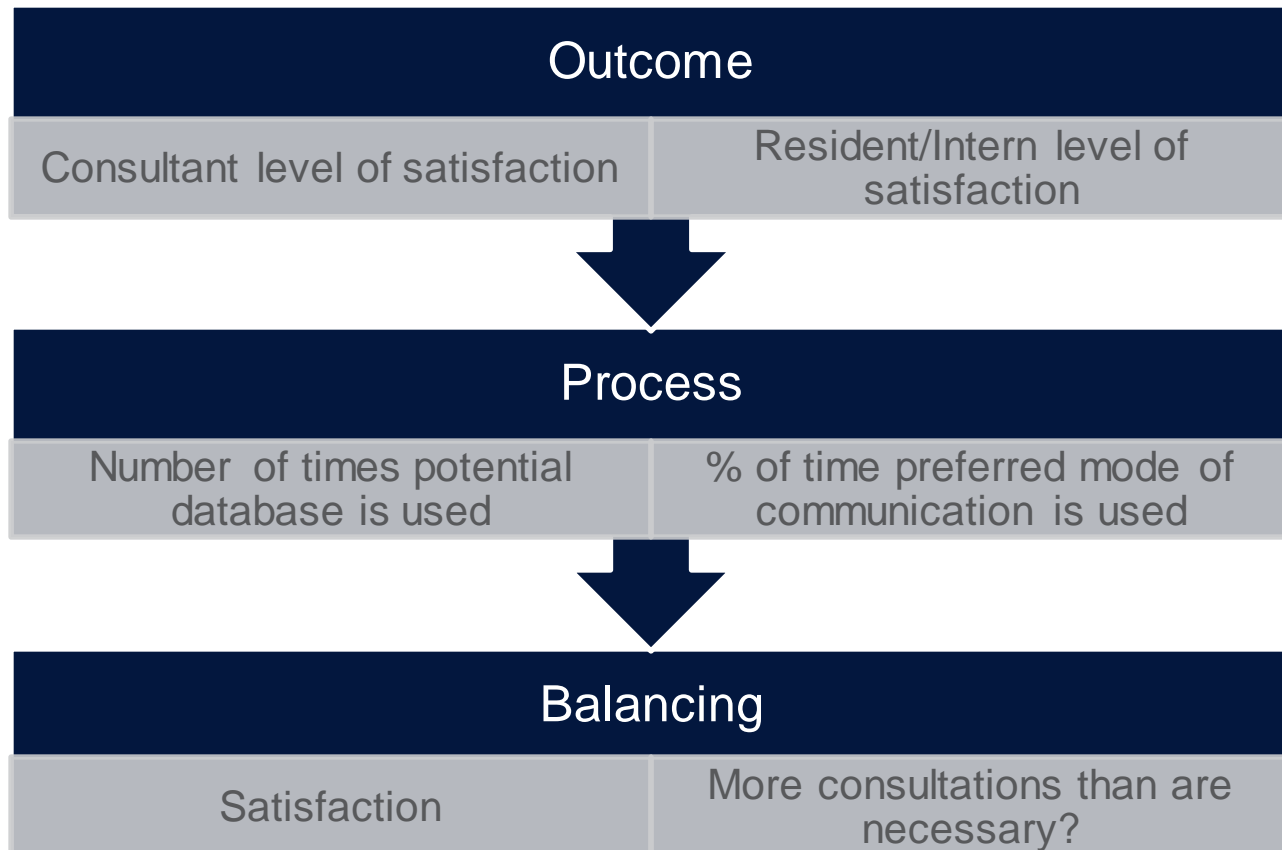 Outcome
Consultant level of satisfaction
Resident/Intern level of
satisfaction
Process
Number of times potential
database is used
% of time preferred mode of
communication is used
Balancing
Satisfaction
More consultations than are
necessary?